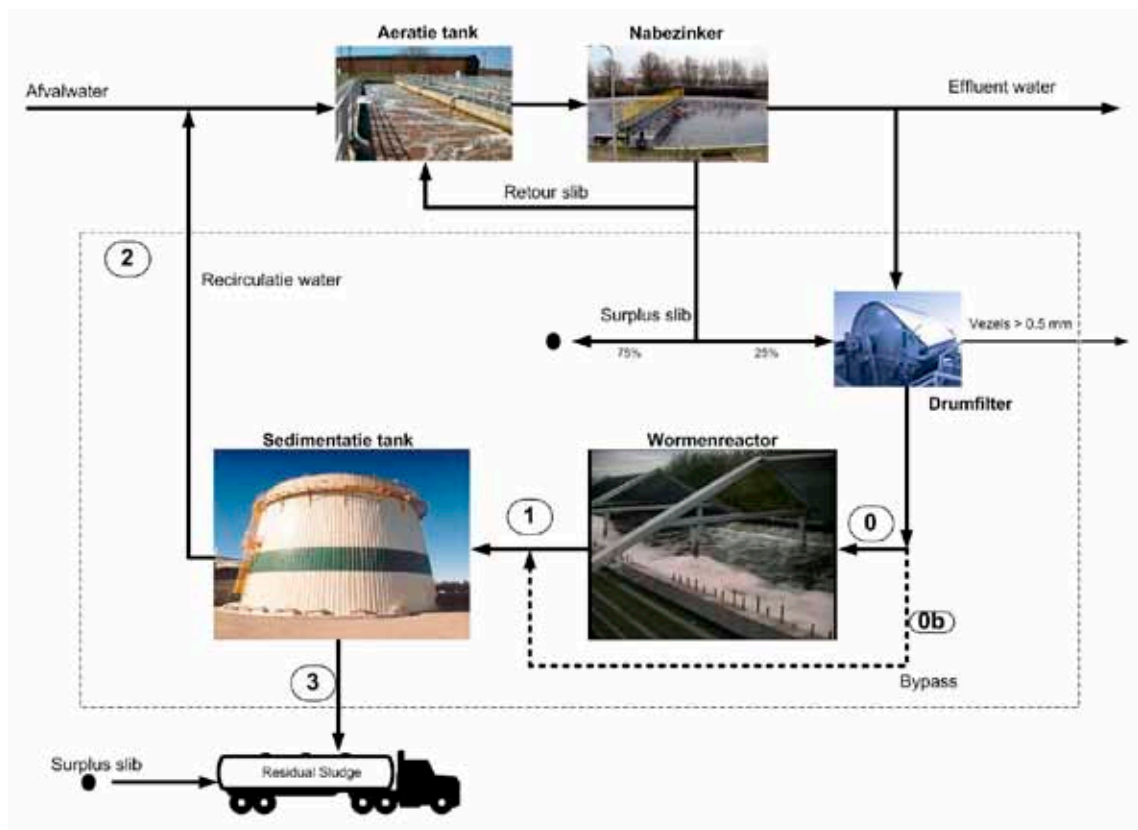 Aeratie tank
Nabezinker
Afvalwater
Effluent water
Retour slib
2
Recirculatie water
Surplus slib
75%
25%
Vezels > 0.5 mm
Drumfilter
Sedimentatie tank
Wormenreactor
1
0
0b
Bypass
3
Surplus slib
Residual Sludge